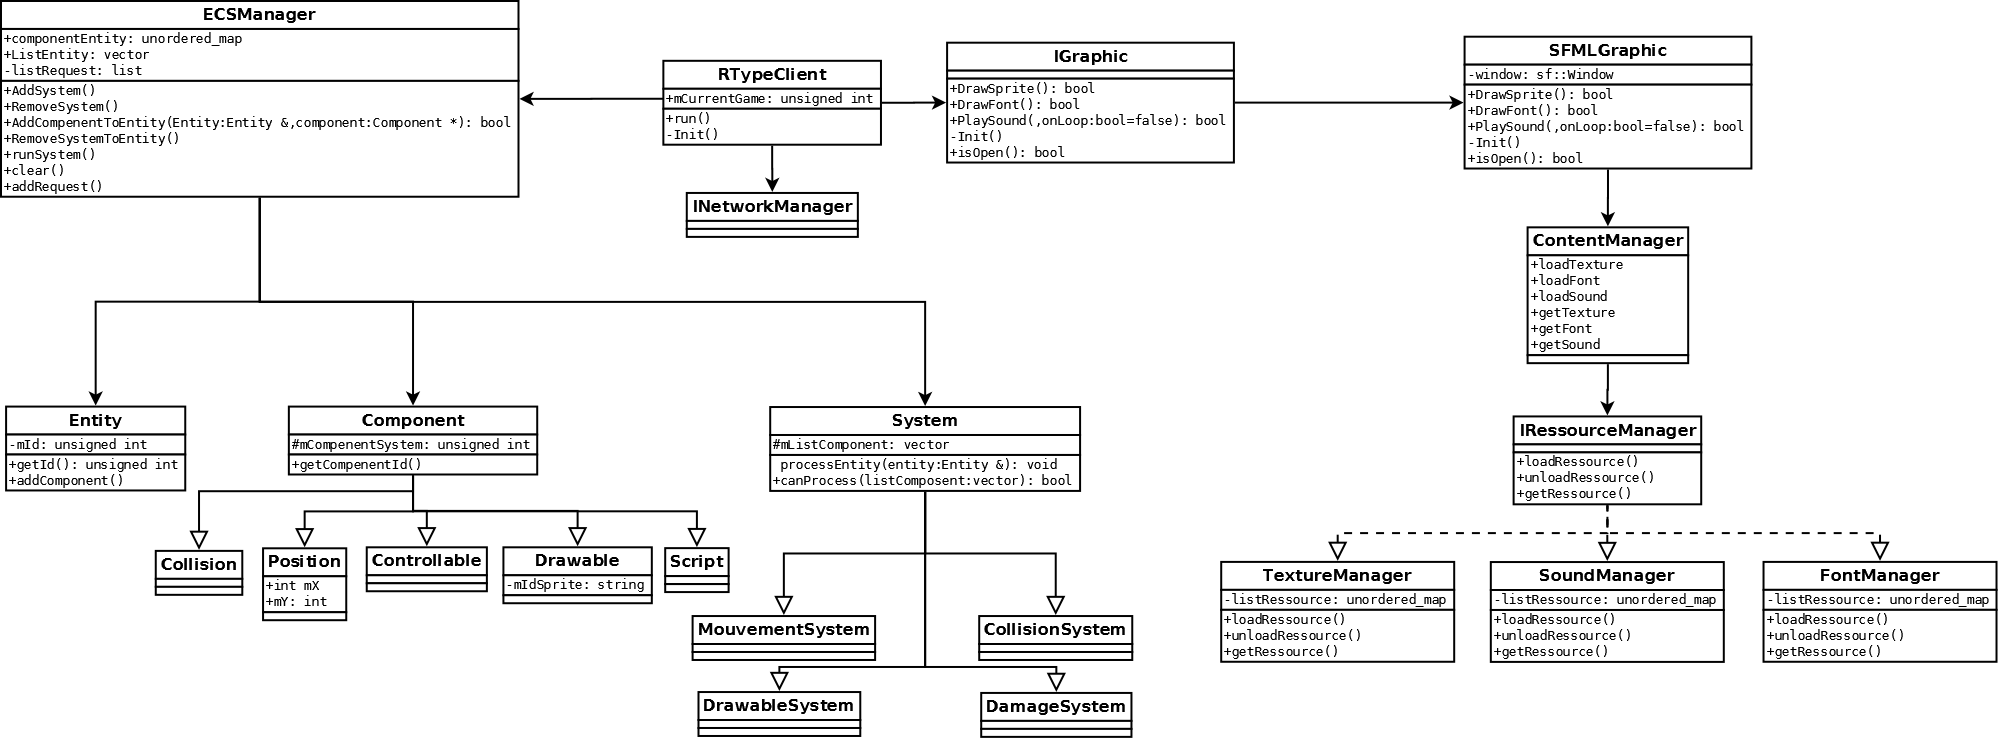 ECSManager
+componentEntity: unordered_map
+ListEntity: vector
-listRequest: list
+AddSystem()
+RemoveSystem()
+AddCompenentToEntity(Entity:Entity &,component:Component *): bool
+RemoveSystemToEntity()
+runSystem()
+clear()
+addRequest()
RTypeClient
+mCurrentGame: unsigned int
+run()
-Init()
INetworkManager
IGraphic
+DrawSprite(): bool
+DrawFont(): bool
+PlaySound(,onLoop:bool=false): bool
-Init()
+isOpen(): bool
SFMLGraphic
-window: sf::Window
+DrawSprite(): bool
+DrawFont(): bool
+PlaySound(,onLoop:bool=false): bool
-Init()
+isOpen(): bool
ContentManager
+loadTexture
+loadFont
+loadSound
+getTexture
+getFont
+getSound
IRessourceManager
+loadRessource()
+unloadRessource()
+getRessource()
Entity
-mId: unsigned int
+getId(): unsigned int
+addComponent()
Component
#mCompenentSystem: unsigned int
+getCompenentId()
System
#mListComponent: vector
processEntity(entity:Entity &): void
+canProcess(listComposent:vector): bool
Collision
Position
+int mX
+mY: int
Controllable
Drawable
-mIdSprite: string
Script
MouvementSystem
CollisionSystem
DrawableSystem
DamageSystem
TextureManager
-listRessource: unordered_map
+loadRessource()
+unloadRessource()
+getRessource()
SoundManager
-listRessource: unordered_map
+loadRessource()
+unloadRessource()
+getRessource()
FontManager
-listRessource: unordered_map
+loadRessource()
+unloadRessource()
+getRessource()